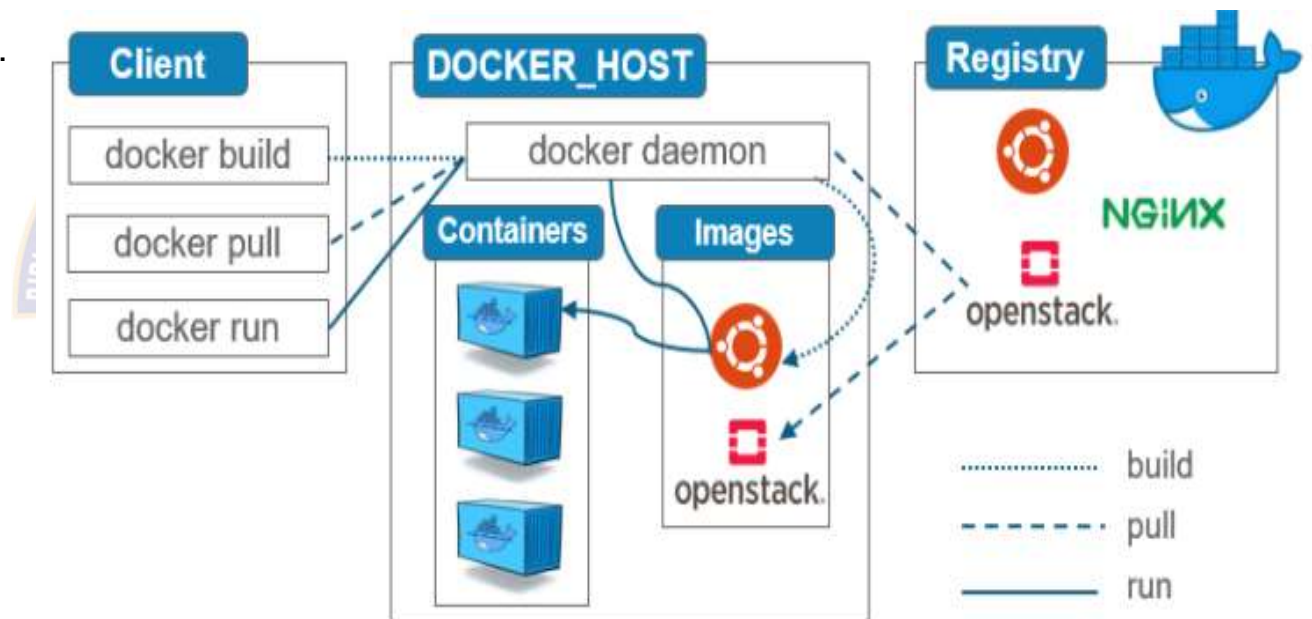 Client
docker build
docker pull
docker run
DOCKER_HOST
docker daemon
Containers
Images
openstack.
Registry
NGiNX
openstack.
build
pull
run